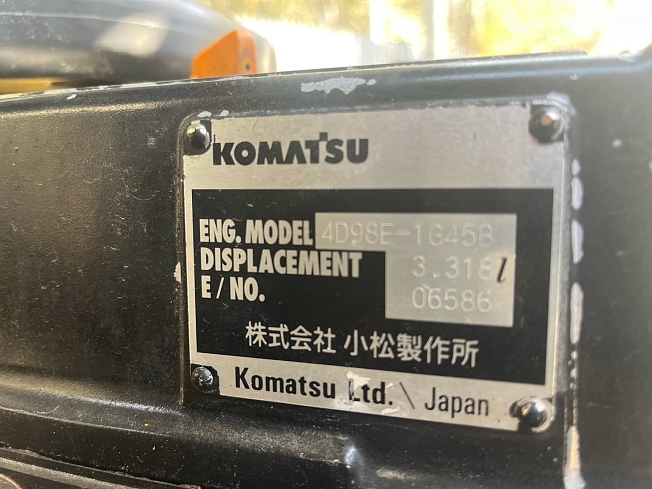 KOMATSU
ENG. MODEL 4D98E-1G45B
DISPLACEMENT 3.318 l
E / NO. 06586
株式会社 小松製作所
Komatsu Ltd. \ Japan